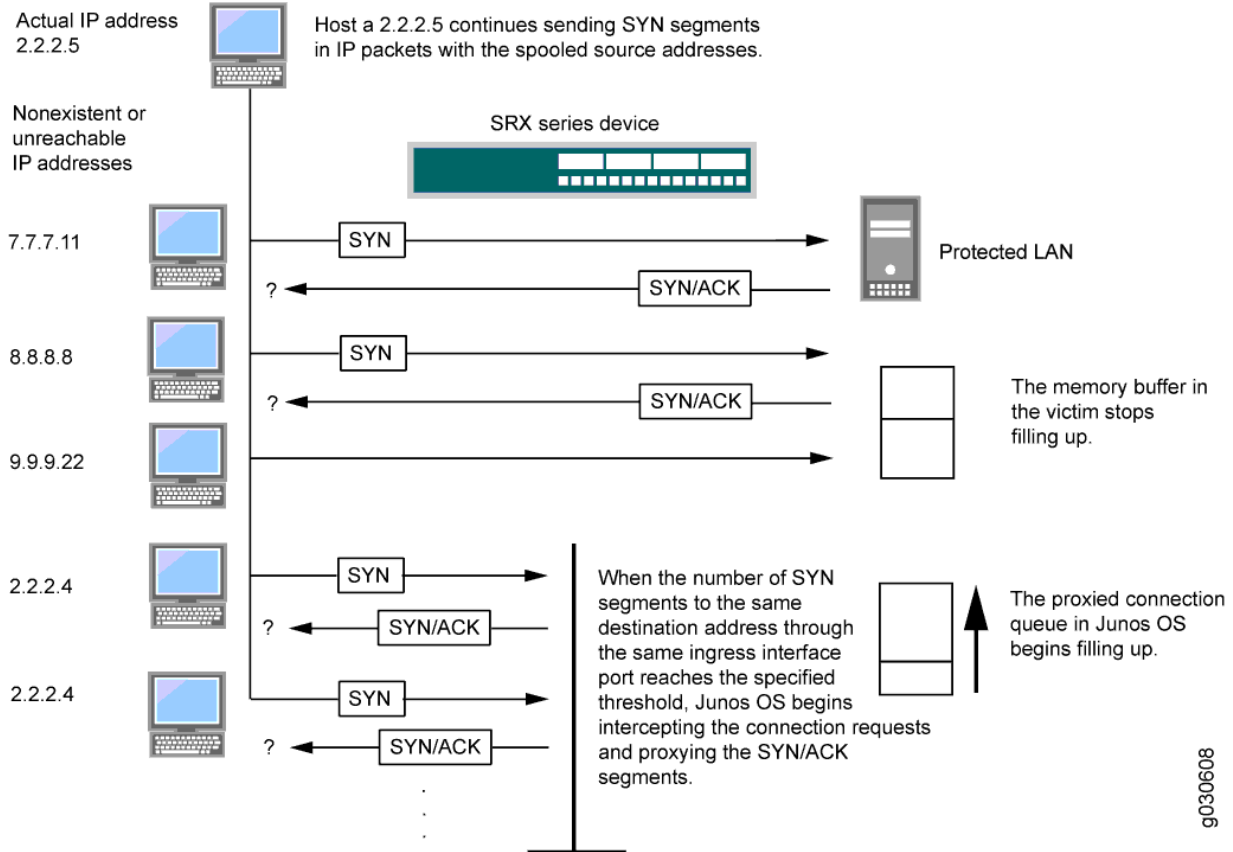 Actual IP address
2.2.2.5
Host a 2.2.2.5 continues sending SYN segments
in IP packets with the spooled source addresses.
Nonexistent or
unreachable
IP addresses
SRX series device
7.7.7.11
SYN
Protected LAN
?
SYN/ACK
8.8.8.8
SYN
?
SYN/ACK
The memory buffer in
the victim stops
filling up.
9.9.9.22
2.2.2.4
SYN
?
SYN/ACK
When the number of SYN
segments to the same
destination address through
the same ingress interface
port reaches the specified
threshold, Junos OS begins
intercepting the connection requests
and proxying the SYN/ACK
segments.
The proxied connection
queue in Junos OS
begins filling up.
2.2.2.4
SYN
?
SYN/ACK
.
.
.
g030608